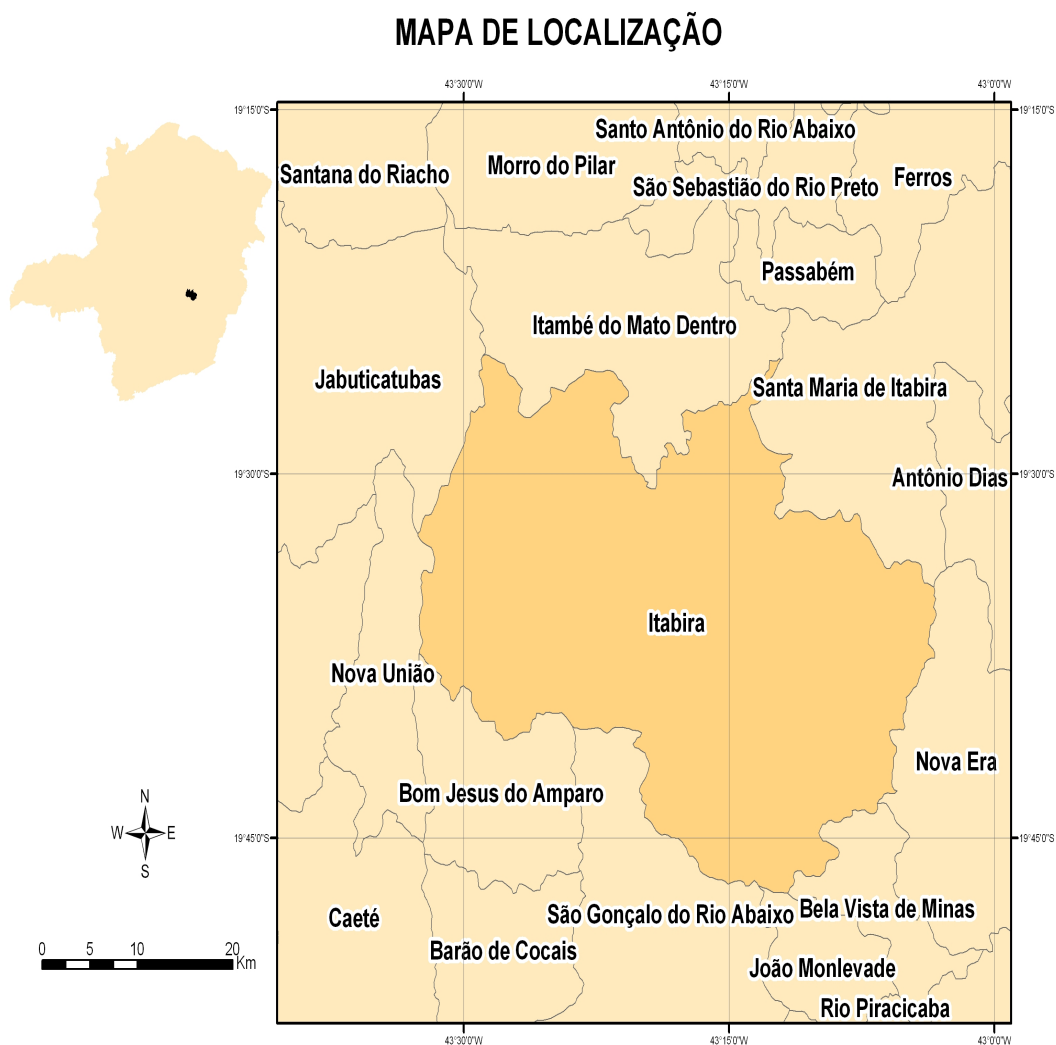 MAPA DE LOCALIZAÇÃO
43°30'0"W
43°15'0"W
43°0'0"W
19°15'0"S
19°15'0"S
Santo Antônio do Rio Abaixo
Morro do Pilar
Santana do Riacho
São Sebastião do Rio Preto
Ferros
Passabém
Itambé do Mato Dentro
Jabuticatubas
Santa Maria de Itabira
19°30'0"S
19°30'0"S
Antônio Dias
Itabira
Nova União
Nova Era
Bom Jesus do Amparo
N
W
E
S
19°45'0"S
19°45'0"S
Caeté
São Gonçalo do Rio Abaixo
Bela Vista de Minas
Barão de Cocais
0 5 10 20
Km
João Monlevade
Rio Piracicaba
43°30'0"W
43°15'0"W
43°0'0"W